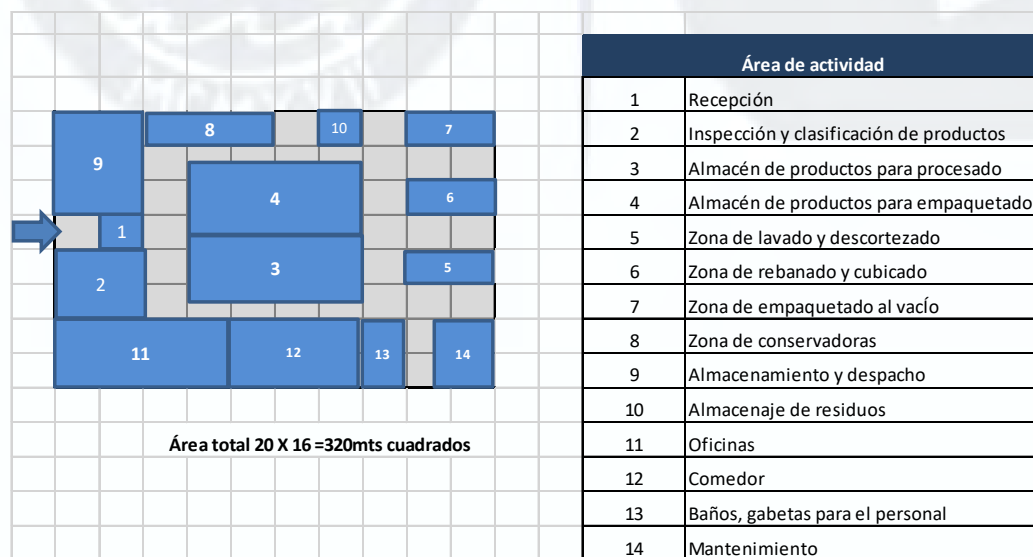 8
10
7
9
4
6
1
3
5
2
11
12
13
14
Área total 20 X 16 =320mts cuadrados
Área de actividad
1 Recepción
2 Inspección y clasificación de productos
3 Almacén de productos para procesado
4 Almacén de productos para empaquetado
5 Zona de lavado y descortezado
6 Zona de rebanado y cubicado
7 Zona de empaquetado al vacÍo
8 Zona de conservadoras
9 Almacenamiento y despacho
10 Almacenaje de residuos
11 Oficinas
12 Comedor
13 Baños, gabetas para el personal
14 Mantenimiento